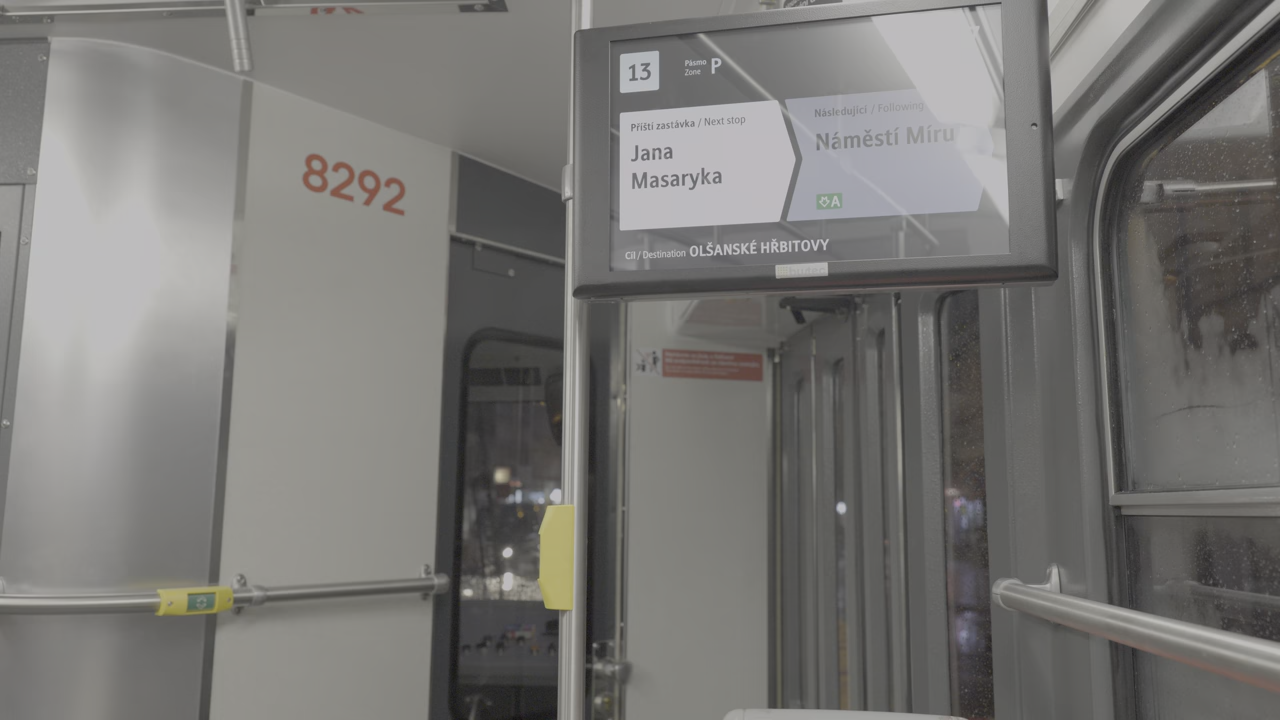 13
Pásmo
Zone
P
Příští zastávka / Next stop
Jana
Masaryka
Následující / Following
Náměstí Míru
A
Cíl / Destination OLŠANSKÉ HŘBITOVY
8292